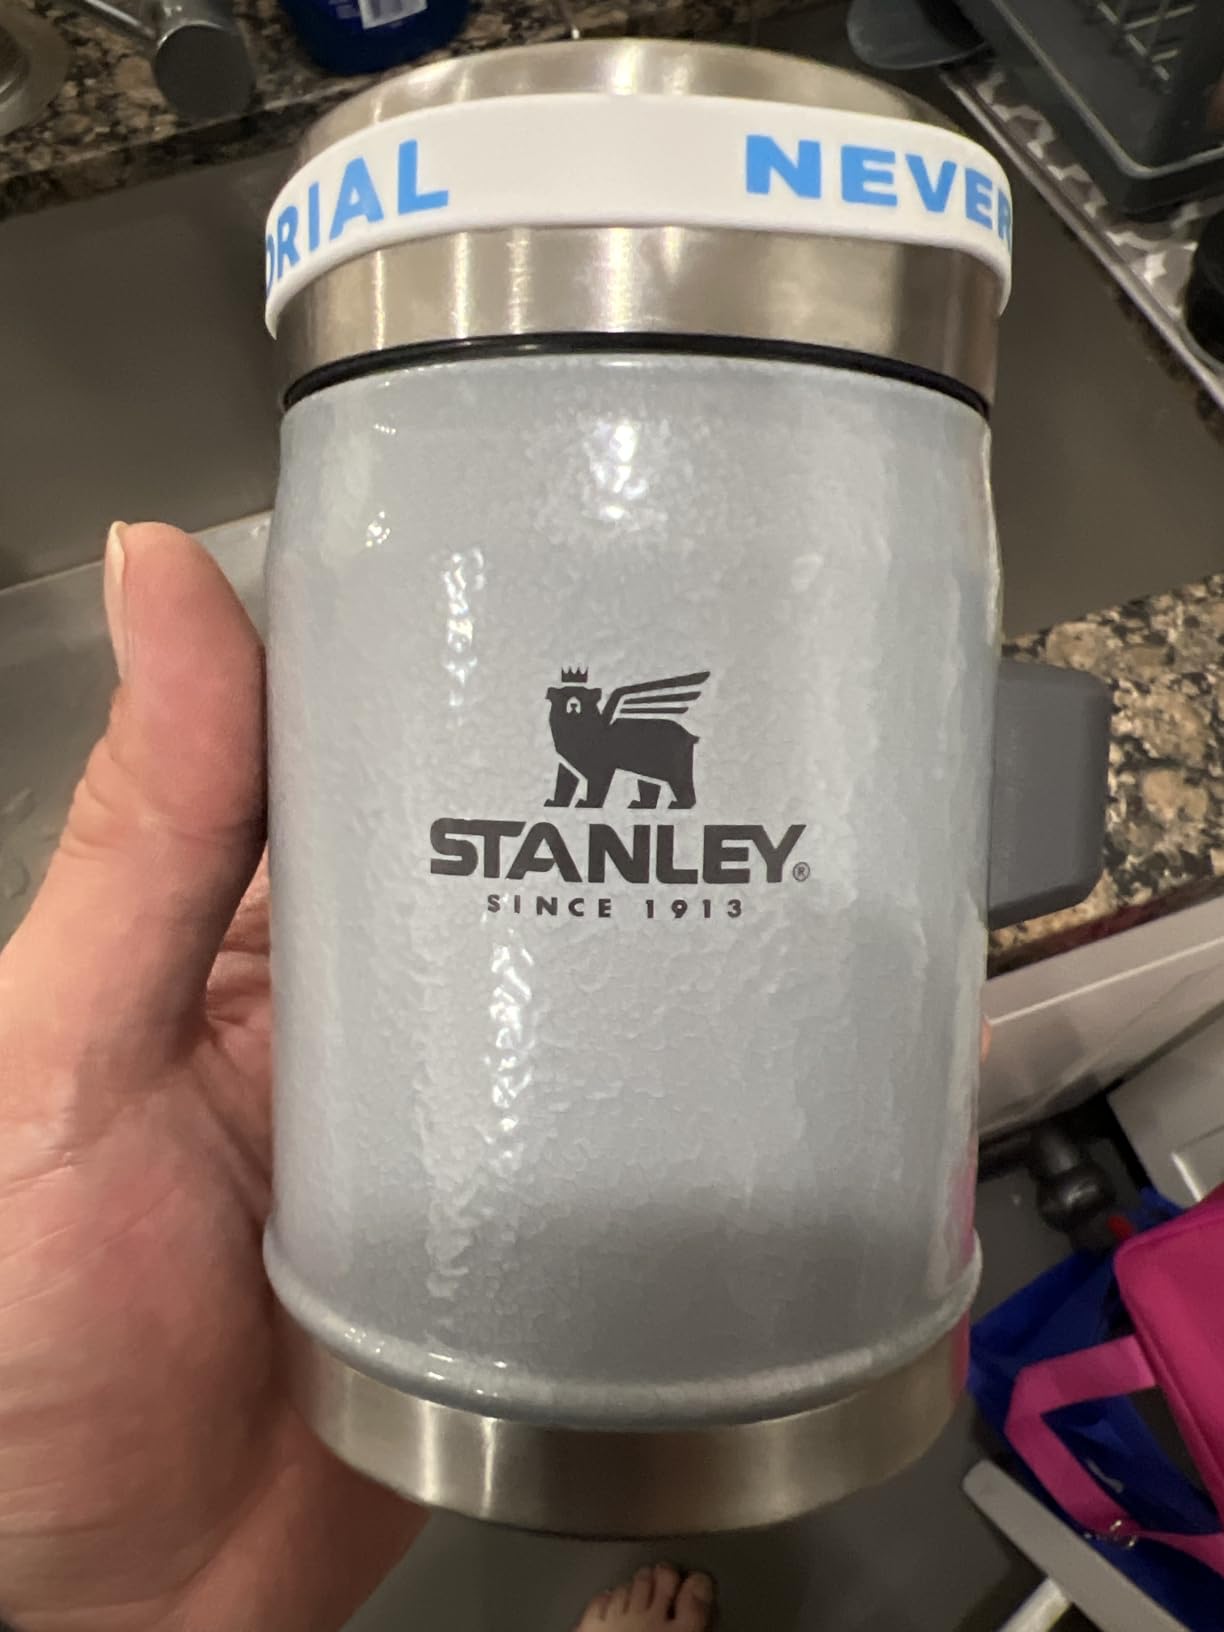 ORIAL NEVER
STANLEY®
SINCE 1913